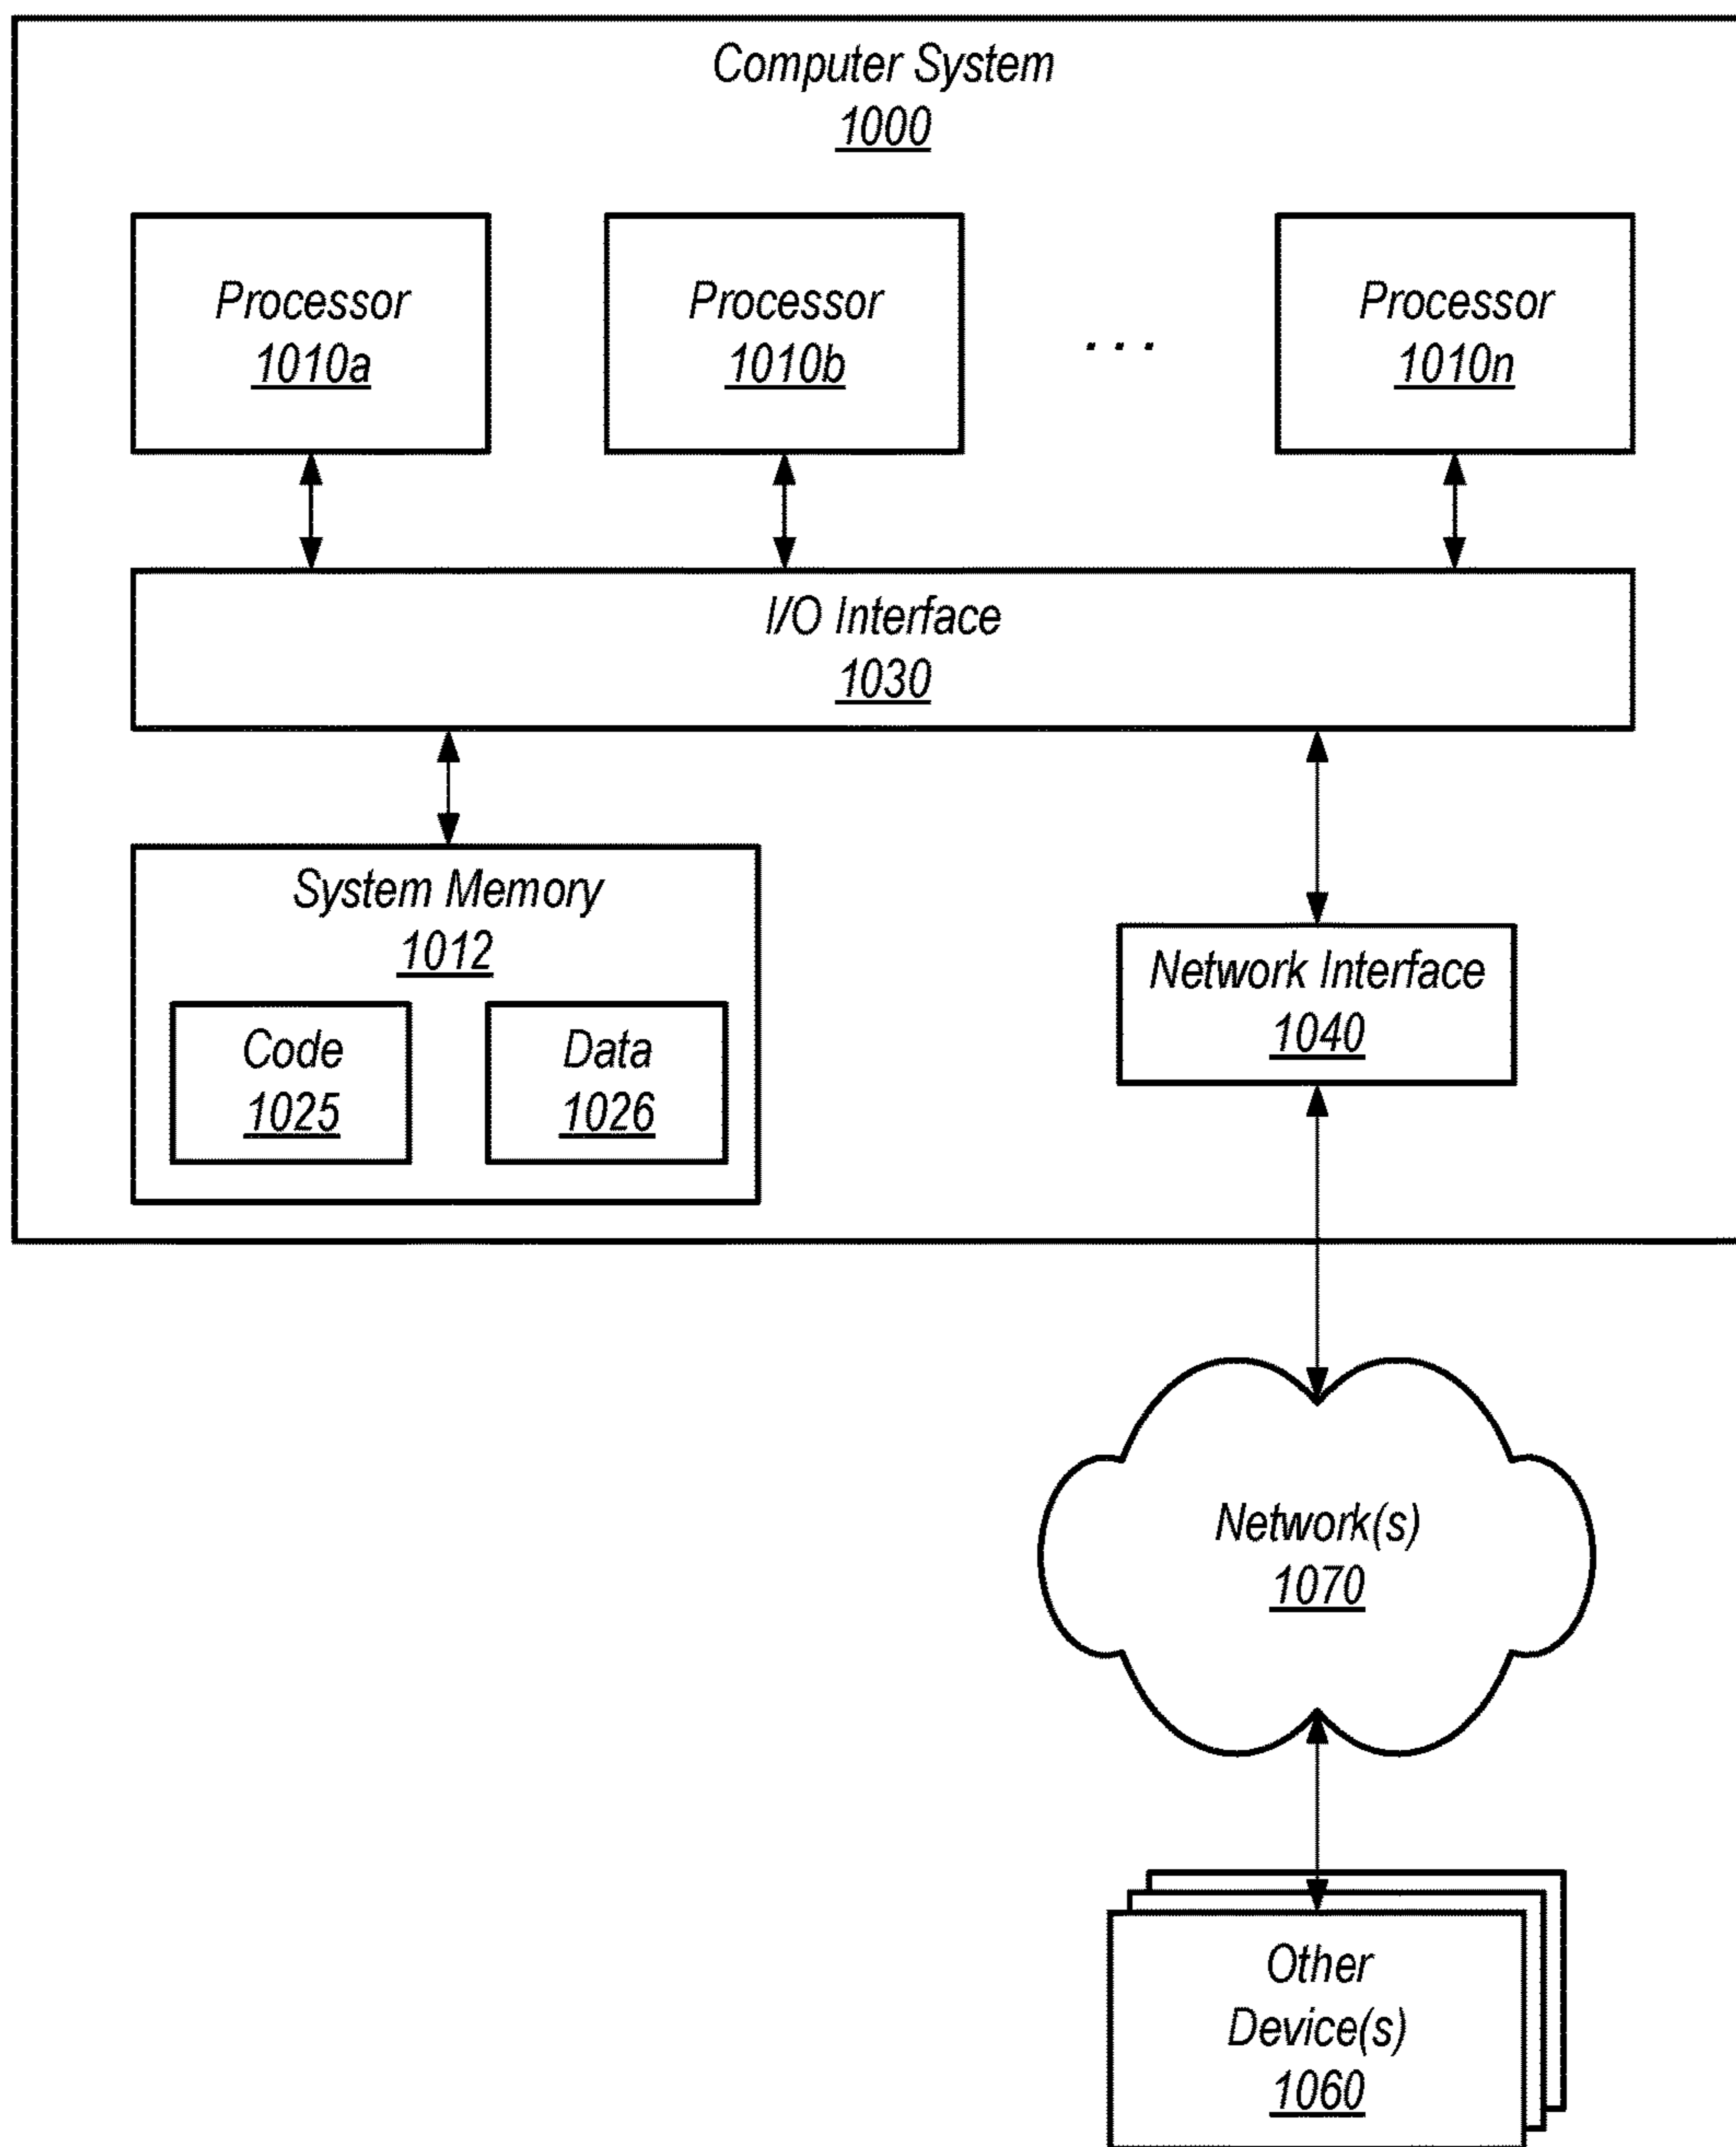 Computer System
1000
Processor
1010a
Processor
1010b
. . .
Processor
1010n
I/O Interface
1030
System Memory
1012
Code
1025
Data
1026
Network Interface
1040
Network(s)
1070
Other
Device(s)
1060